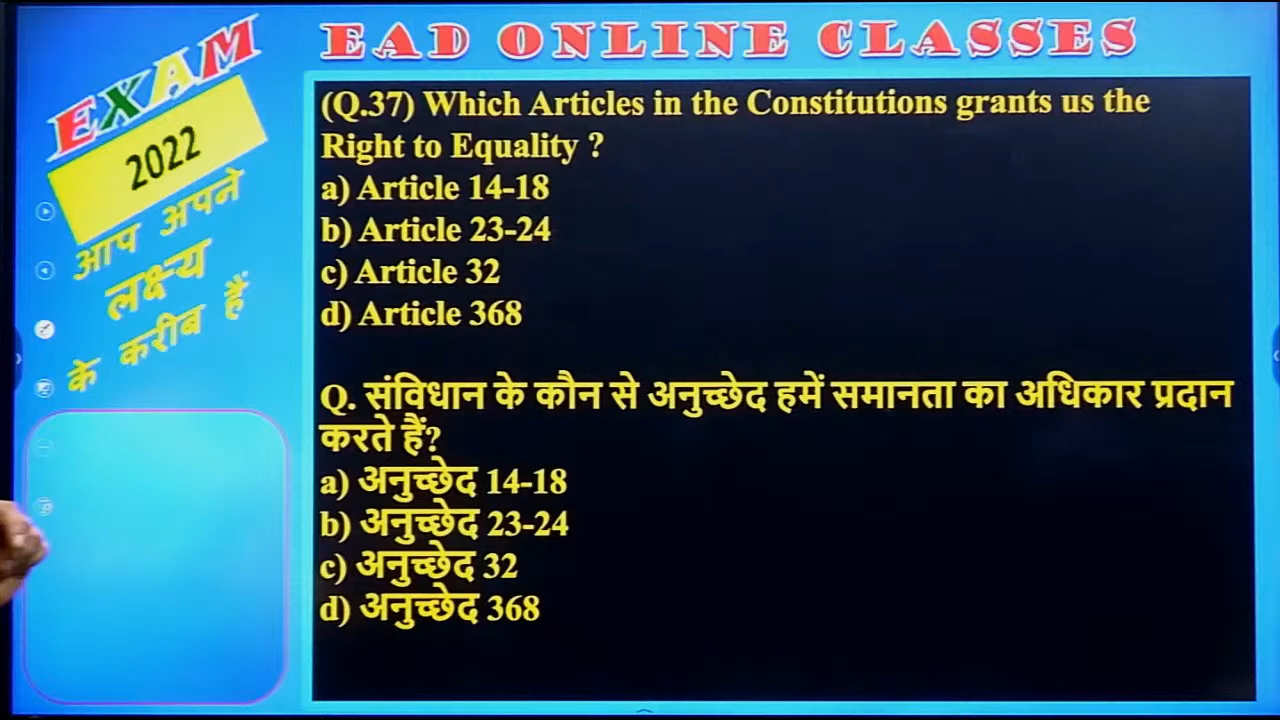 EAD ONLINE CLASSES
EXAM
2022
आप अपने
लक्ष्य
के करीब हैं
(Q.37) Which Articles in the Constitutions grants us the
Right to Equality ?
a) Article 14-18
b) Article 23-24
c) Article 32
d) Article 368
Q. संविधान के कौन से अनुच्छेद हमें समानता का अधिकार प्रदान
करते हैं?
a) अनुच्छेद 14-18
b) अनुच्छेद 23-24
c) अनुच्छेद 32
d) अनुच्छेद 368